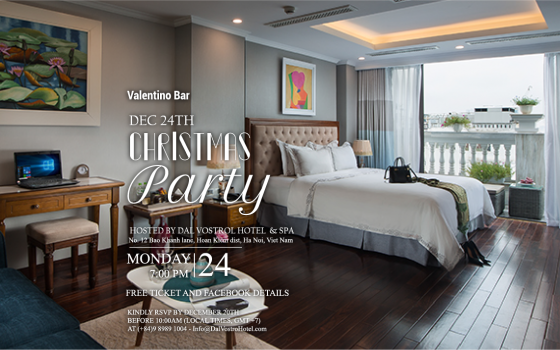 Valentino Bar
DEC 24TH
CHRISTMAS
Party
HOSTED BY DAL VOSTROL HOTEL & SPA
No. 12 Bao Khanh lane, Hoan Kiem dist, Ha Noi, Viet Nam
MONDAY
7:00 PM
24
FREE TICKET AND FACEBOOK DETAILS
KINDLY RSVP BY DECEMBER 20TH
BEFORE 10:00AM (LOCAL TIMES, GMT +7)
AT (+84)9 8989 1004 - Info@DalVostroHotel.com